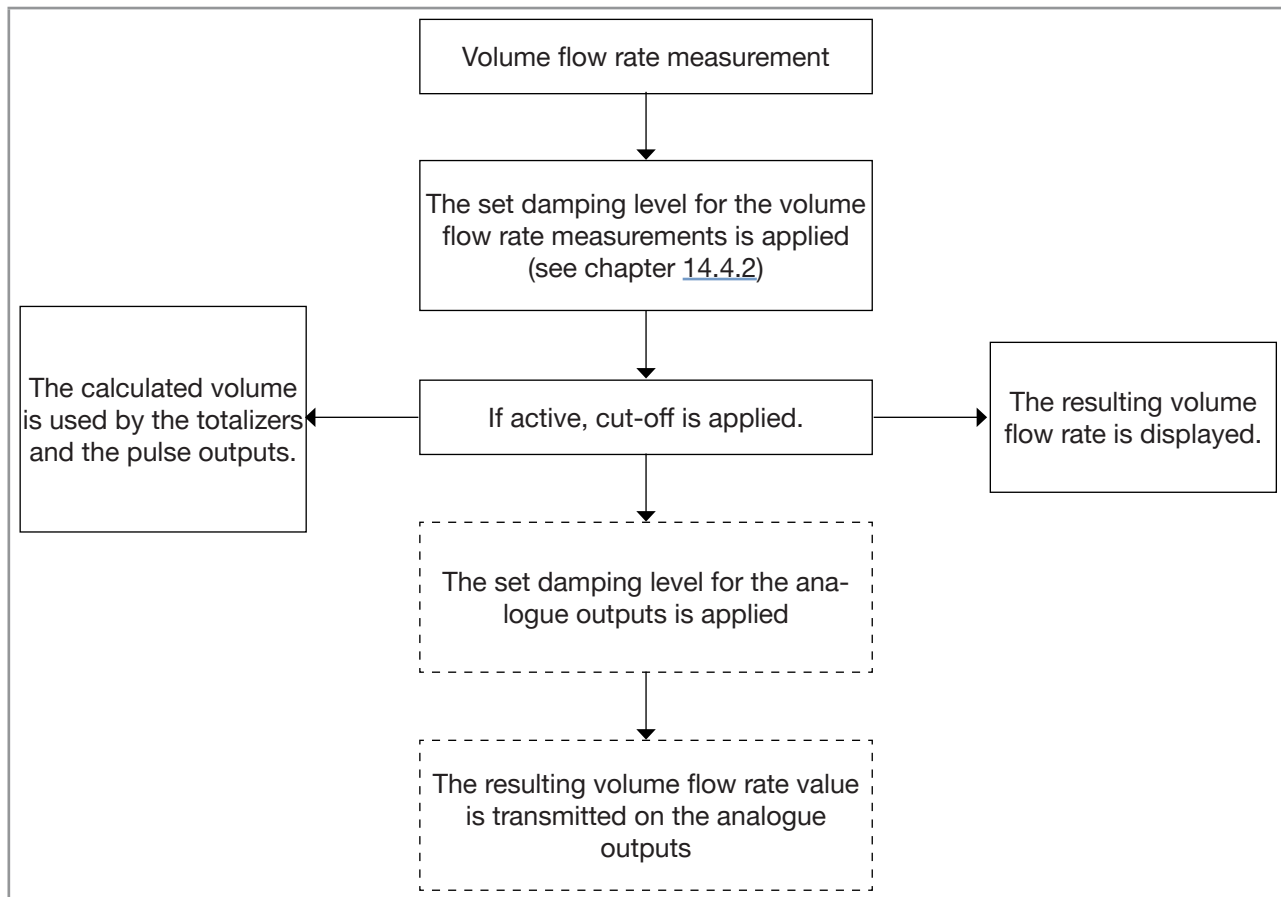 Volume flow rate measurement
The set damping level for the volume
flow rate measurements is applied
(see chapter 14.4.2)
The calculated volume
is used by the totalizers
and the pulse outputs.
If active, cut-off is applied.
The resulting volume
flow rate is displayed.
The set damping level for the ana-
logue outputs is applied
The resulting volume flow rate value
is transmitted on the analogue
outputs